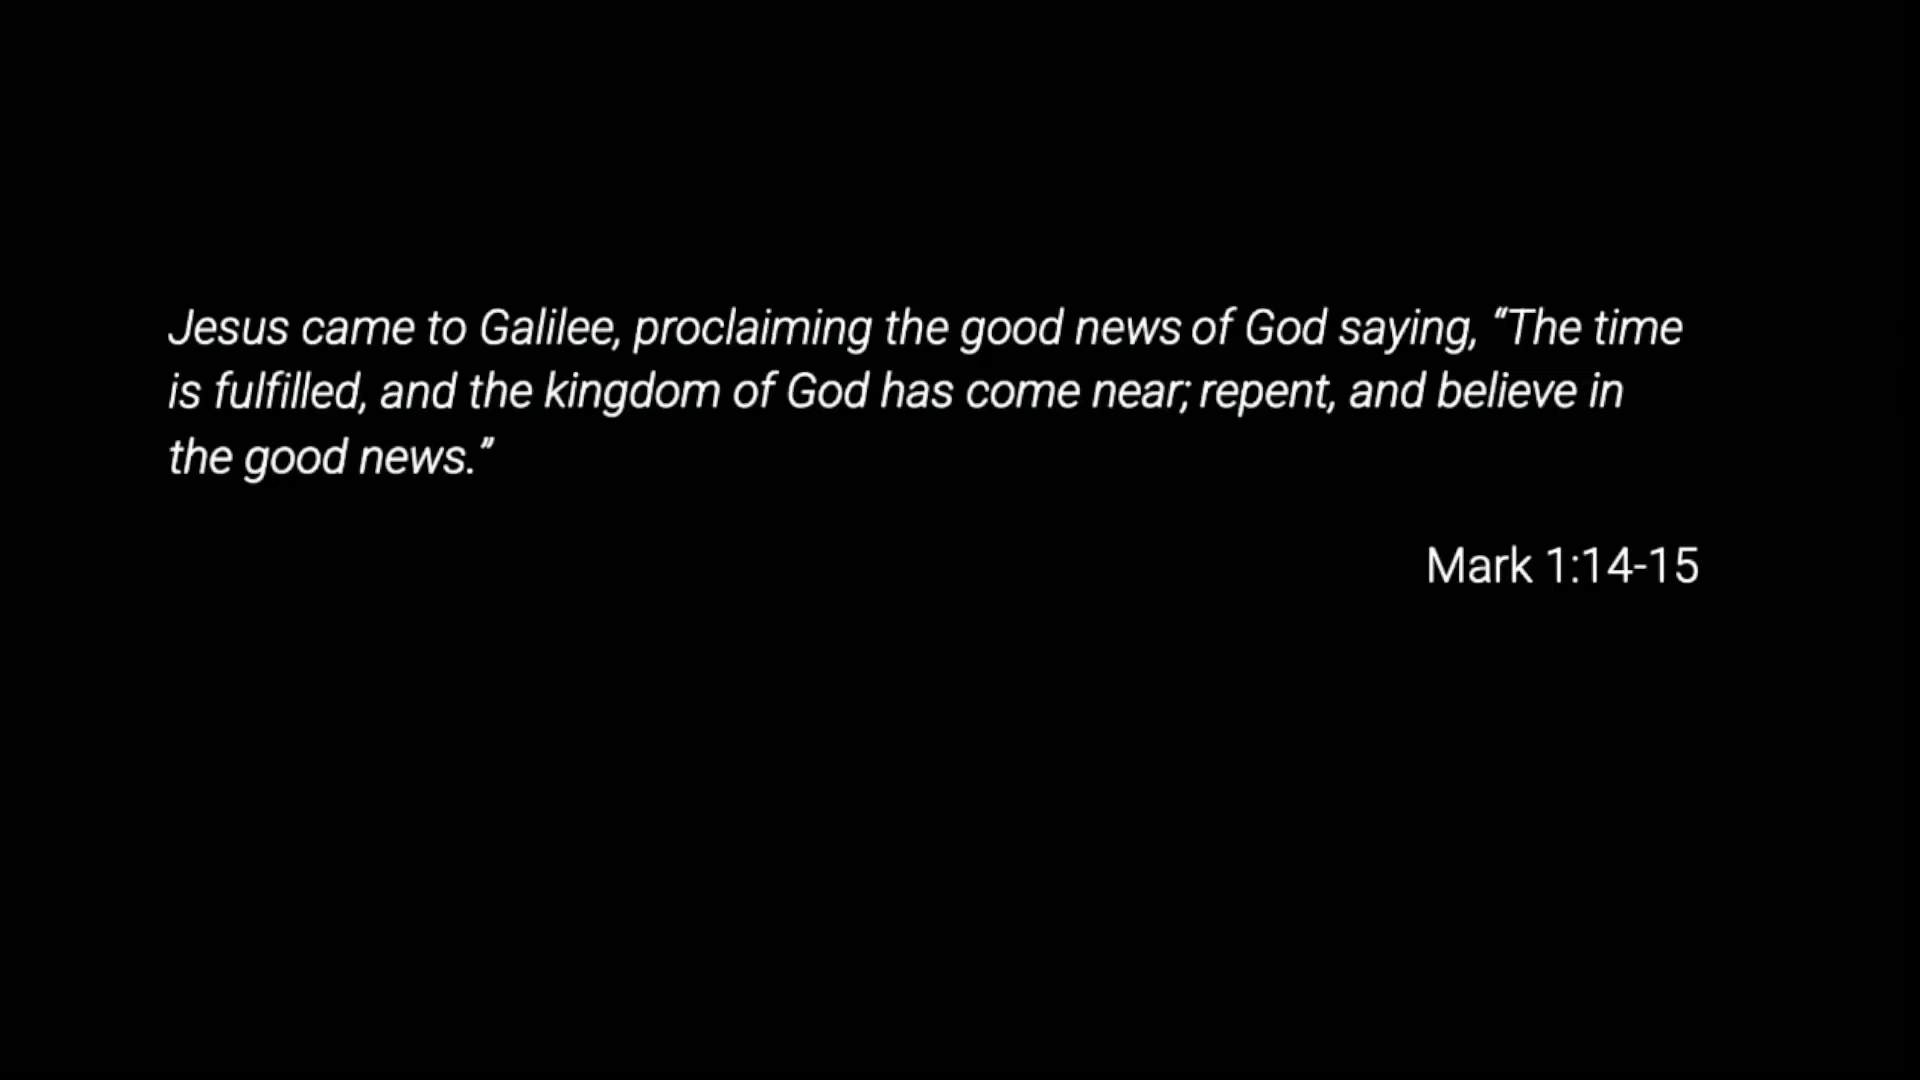 Jesus came to Galilee, proclaiming the good news of God saying, “The time
is fulfilled, and the kingdom of God has come near; repent, and believe in
the good news.”
Mark 1:14-15